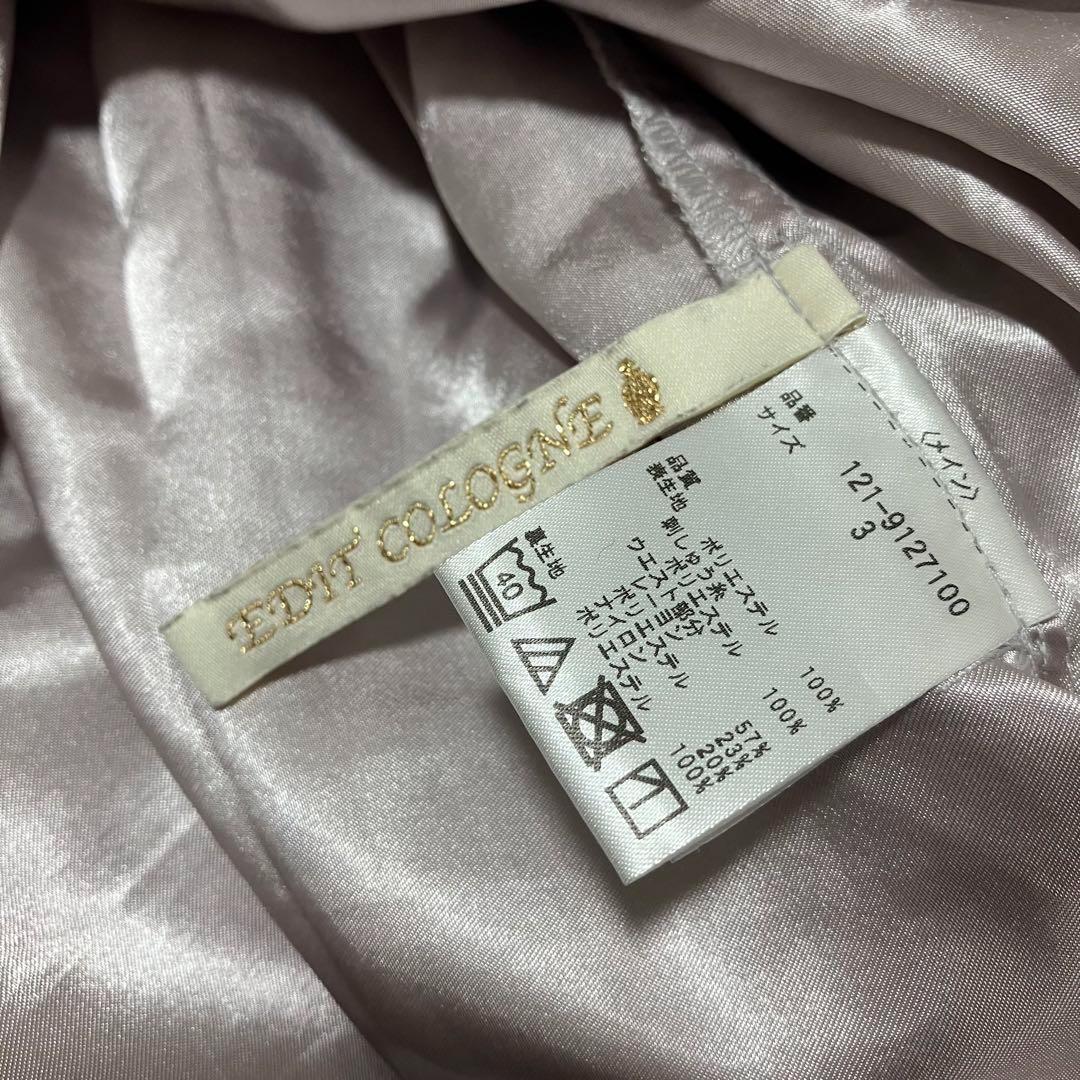 EDIT COLOGNE
〈メイン〉
品番 121-9127100
サイズ 3
品質
表生地 ポリエステル 100%
刺しゅう糸
ポリエステル 100%
ウエスト部分
レーヨン 57%
ポリエステル 23%
ナイロン 20%
裏生地 ポリエステル 100%
40